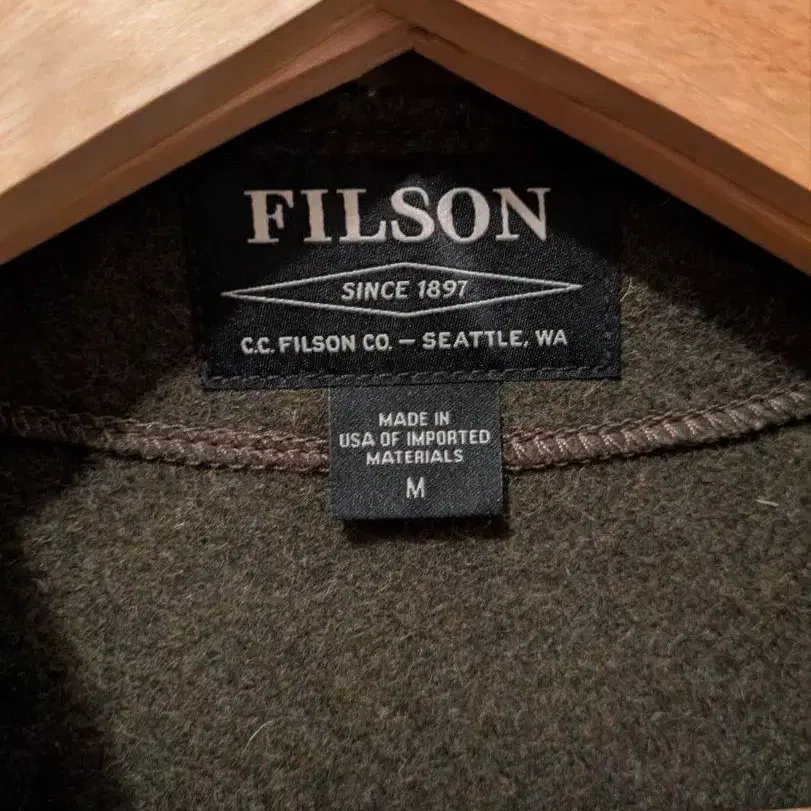 FILSON
SINCE 1897
C.C. FILSON CO. — SEATTLE, WA
MADE IN
USA OF IMPORTED
MATERIALS
M